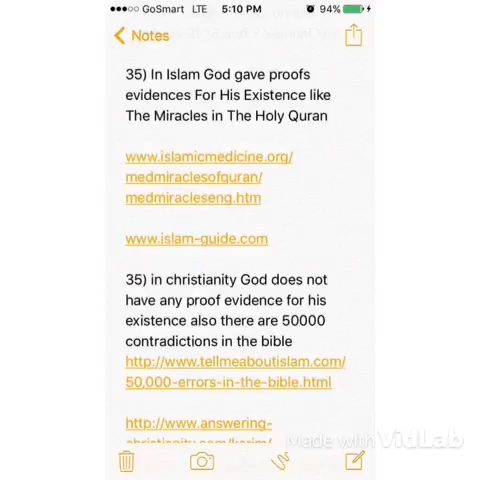 GoSmart LTE 5:10 PM 94%
Notes
35) In Islam God gave proofs
evidences For His Existence like
The Miracles in The Holy Quran
www.islamicmedicine.org/
medmiraclesofquran/
medmiracleseng.htm
www.islam-guide.com
35) in christianity God does not
have any proof evidence for his
existence also there are 50000
contradictions in the bible
http://www.tellmeaboutislam.com/
50,000-errors-in-the-bible.html
http://www.answering-
christianity.com/karim/
Made with VidLab